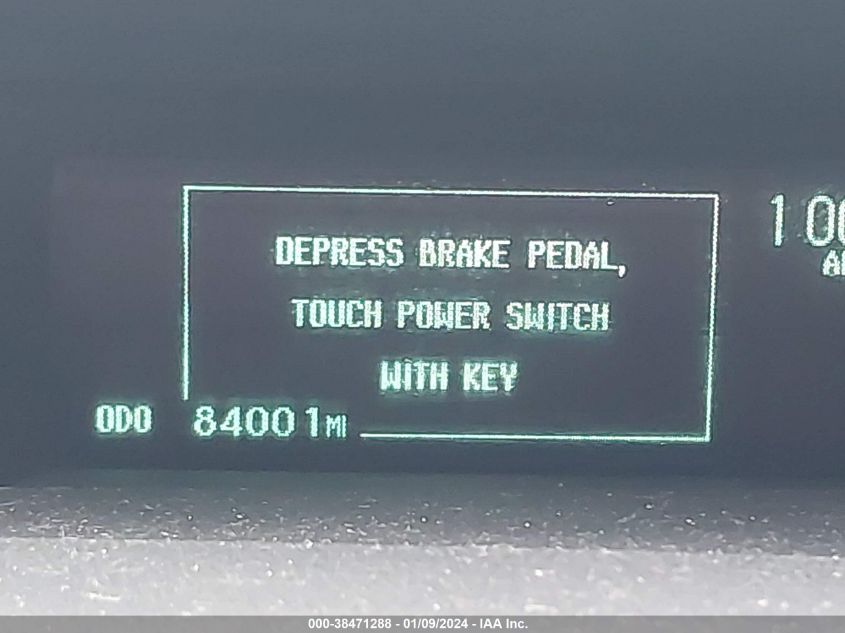 DEPRESS BRAKE PEDAL,
TOUCH POWER SWITCH
WITH KEY
ODO 84001MI
000-38471288 - 01/09/2024 - IAA Inc.